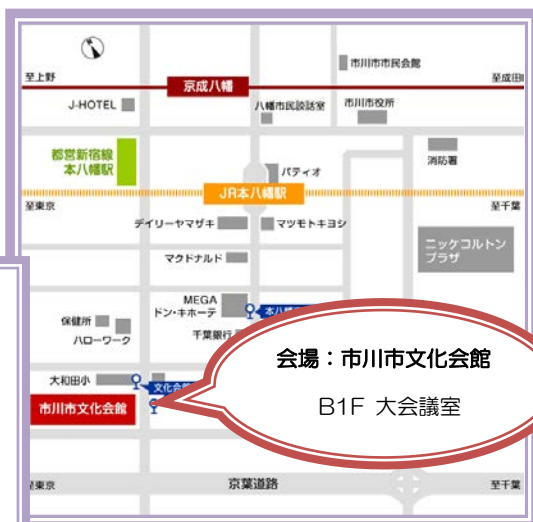 市川市市民会館
至上野
京成八幡
至成田
J-HOTEL
八幡市民談話室
市川市役所
都営新宿線
本八幡駅
パティオ
消防署
JR本八幡駅
至東京
至千葉
デイリーヤマザキ
マツモトキヨシ
ニッケコルトン
プラザ
マクドナルド
MEGA
ドン・キホーテ
本八幡
保健所
千葉銀行
ハローワーク
会場：市川市文化会館
B1F 大会議室
大和田小
文化会館
市川市文化会館
至東京
京葉道路
至千葉